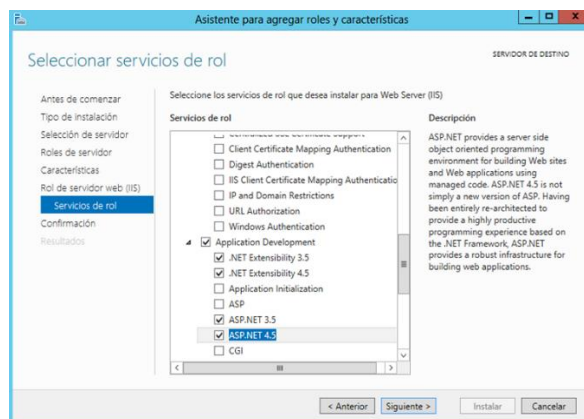 Asistente para agregar roles y características
Seleccionar servicios de rol
SERVIDOR DE DESTINO
Antes de comenzar
Tipo de instalación
Selección de servidor
Roles de servidor
Características
Rol de servidor web (IIS)
Servicios de rol
Confirmación
Resultados
Seleccione los servicios de rol que desea instalar para Web Server (IIS)
Servicios de rol
Client Certificate Mapping Authentication
Digest Authentication
IIS Client Certificate Mapping Authenticatio
IP and Domain Restrictions
URL Authorization
Windows Authentication
Application Development
.NET Extensibility 3.5
.NET Extensibility 4.5
Application Initialization
ASP
ASP.NET 3.5
ASP.NET 4.5
CGI
Descripción
ASP.NET provides a server side
object oriented programming
environment for building Web sites
and Web applications using
managed code. ASP.NET 4.5 is not
simply a new version of ASP. Having
been entirely re-architected to
provide a highly productive
programming experience based on
the .NET Framework, ASP.NET
provides a robust infrastructure for
building web applications.
< Anterior
Siguiente >
Instalar
Cancelar